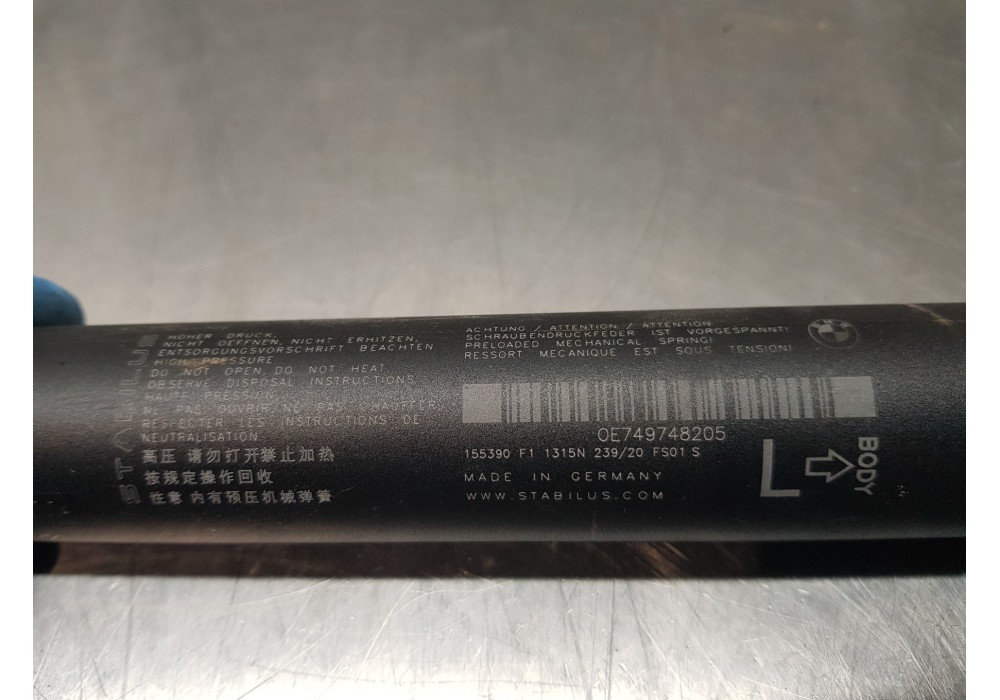 STABILUS
HOHER DRUCK,
NICHT OEFFNEN, NICHT ERHITZEN,
ENTSORGUNGSVORSCHRIFT BEACHTEN
HIGH PRESSURE
DO NOT OPEN, DO NOT HEAT
OBSERVE DISPOSAL INSTRUCTIONS
HAUTE PRESSION
NE PAS OUVRIR/NE PAS CHAUFFER,
RESPECTER LES INSTRUCTIONS DE
NEUTRALISATION
高压 请勿打开禁止加热
按规定操作回收
任意 内有预压机械弹簧
ACHTUNG / ATTENTION / ATTENTION
SCHRAUBENDRUCKFEDER IST VORGESPANNT!
PRELOADED MECHANICAL SPRING!
RESSORT MECANIQUE EST SOUS TENSION!
BMW
0E749748205
155390 F1 1315N 239/20 FS01 S
MADE IN GERMANY
WWW.STABILUS.COM
L
BODY